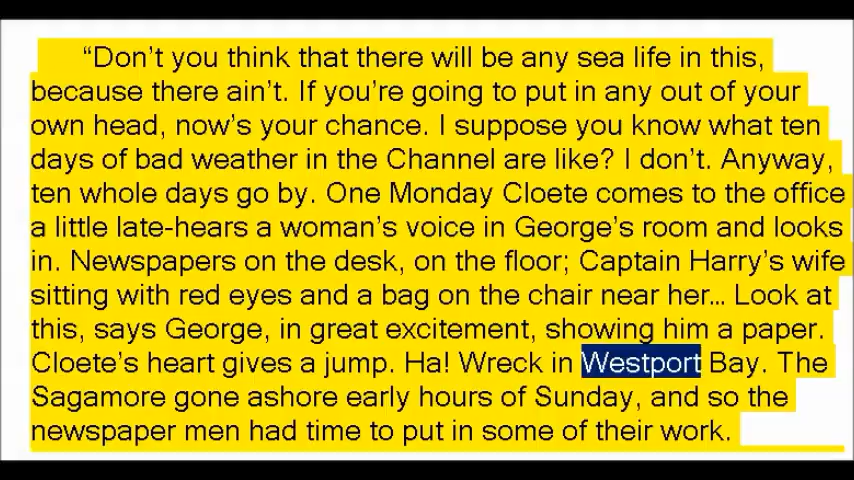 “Don’t you think that there will be any sea life in this,
because there ain’t. If you’re going to put in any out of your
own head, now’s your chance. I suppose you know what ten
days of bad weather in the Channel are like? I don’t. Anyway,
ten whole days go by. One Monday Cloete comes to the office
a little late-hears a woman’s voice in George’s room and looks
in. Newspapers on the desk, on the floor; Captain Harry’s wife
sitting with red eyes and a bag on the chair near her… Look at
this, says George, in great excitement, showing him a paper.
Cloete’s heart gives a jump. Ha! Wreck in Westport Bay. The
Sagamore gone ashore early hours of Sunday, and so the
newspaper men had time to put in some of their work.